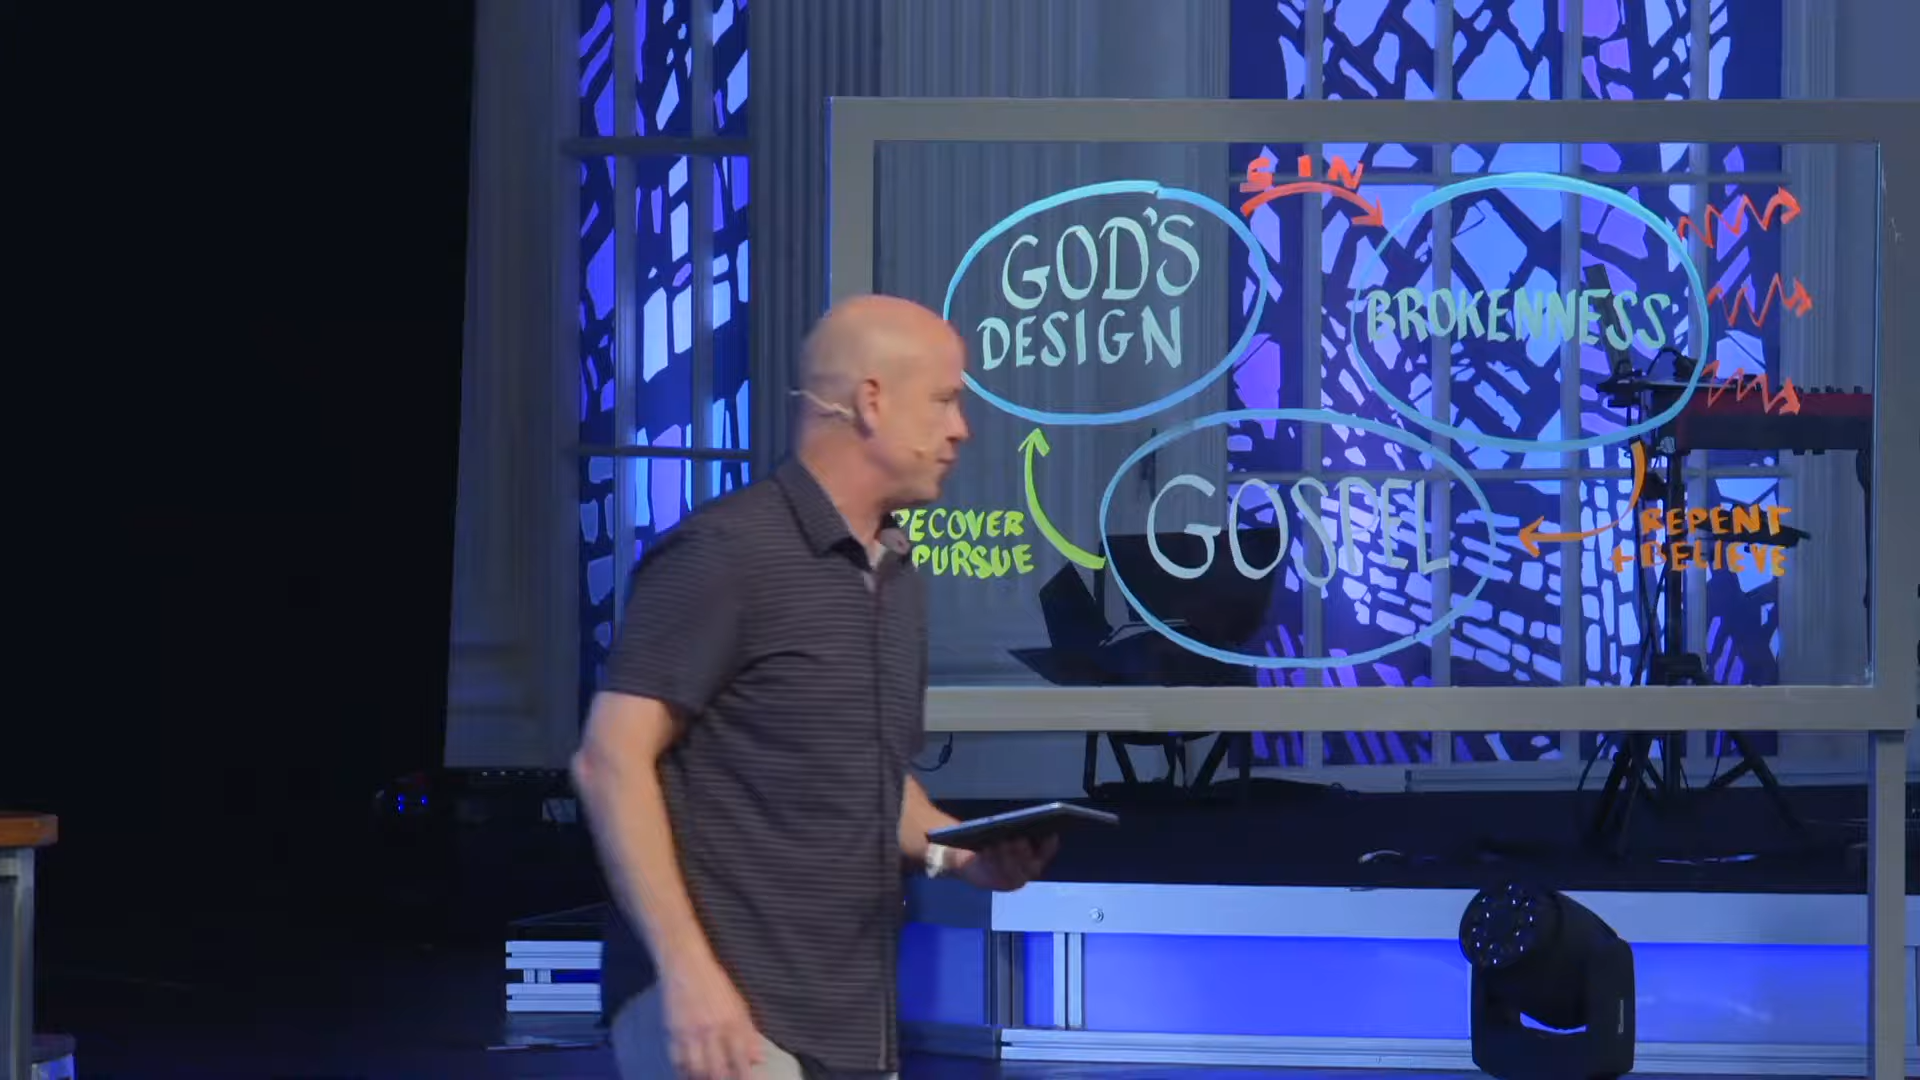 SIN
GOD'S
DESIGN
BROKENNESS
GOSPEL
RECOVER
PURSUE
REPENT
+BELIEVE